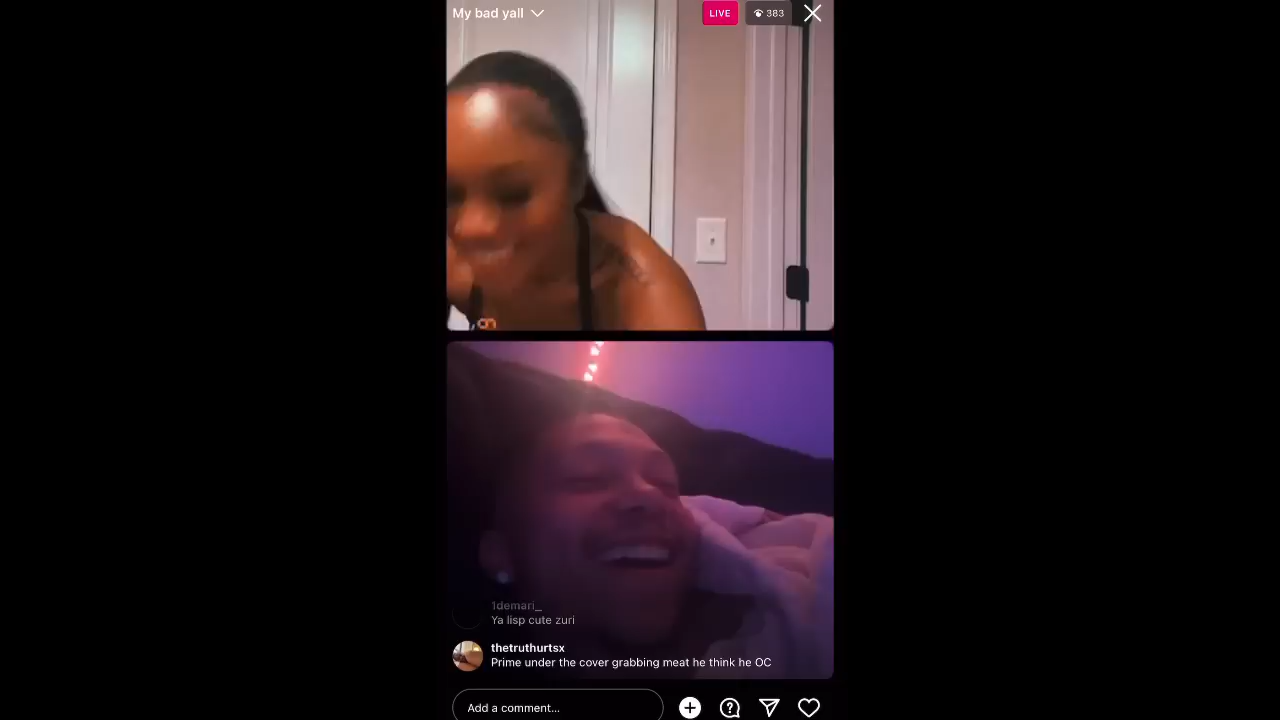 My bad yall
LIVE
383
1demari_
Ya lisp cute zuri
thetruthurtsx
Prime under the cover grabbing meat he think he OC
Add a comment...